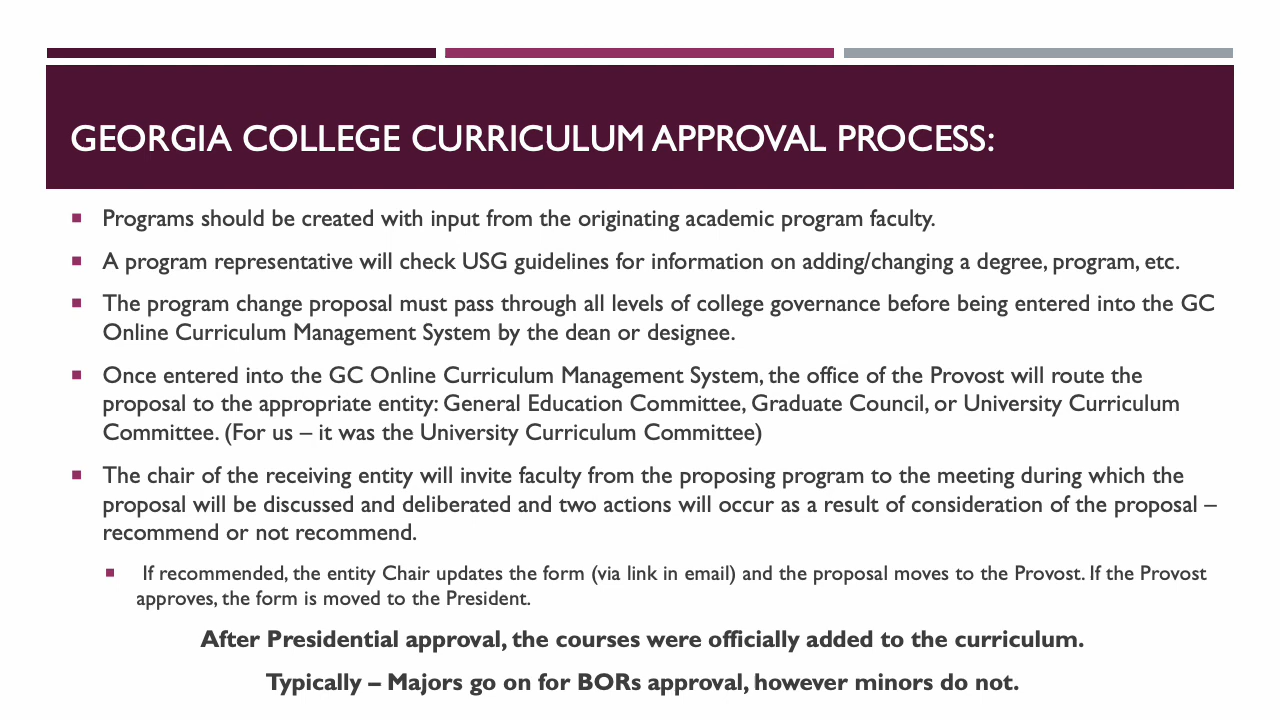 GEORGIA COLLEGE CURRICULUM APPROVAL PROCESS:
Programs should be created with input from the originating academic program faculty.
A program representative will check USG guidelines for information on adding/changing a degree, program, etc.
The program change proposal must pass through all levels of college governance before being entered into the GC
Online Curriculum Management System by the dean or designee.
Once entered into the GC Online Curriculum Management System, the office of the Provost will route the
proposal to the appropriate entity: General Education Committee, Graduate Council, or University Curriculum
Committee. (For us – it was the University Curriculum Committee)
The chair of the receiving entity will invite faculty from the proposing program to the meeting during which the
proposal will be discussed and deliberated and two actions will occur as a result of consideration of the proposal –
recommend or not recommend.
If recommended, the entity Chair updates the form (via link in email) and the proposal moves to the Provost. If the Provost
approves, the form is moved to the President.
After Presidential approval, the courses were officially added to the curriculum.
Typically – Majors go on for BORs approval, however minors do not.